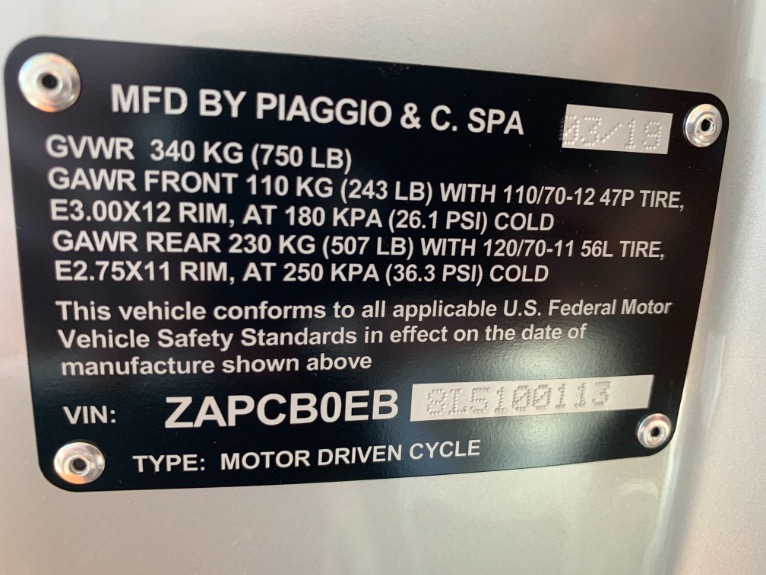 MFD BY PIAGGIO & C. SPA 03/19
GVWR 340 KG (750 LB)
GAWR FRONT 110 KG (243 LB) WITH 110/70-12 47P TIRE,
E3.00X12 RIM, AT 180 KPA (26.1 PSI) COLD
GAWR REAR 230 KG (507 LB) WITH 120/70-11 56L TIRE,
E2.75X11 RIM, AT 250 KPA (36.3 PSI) COLD
This vehicle conforms to all applicable U.S. Federal Motor
Vehicle Safety Standards in effect on the date of
manufacture shown above
VIN: ZAPCB0EB 8L5100113
TYPE: MOTOR DRIVEN CYCLE